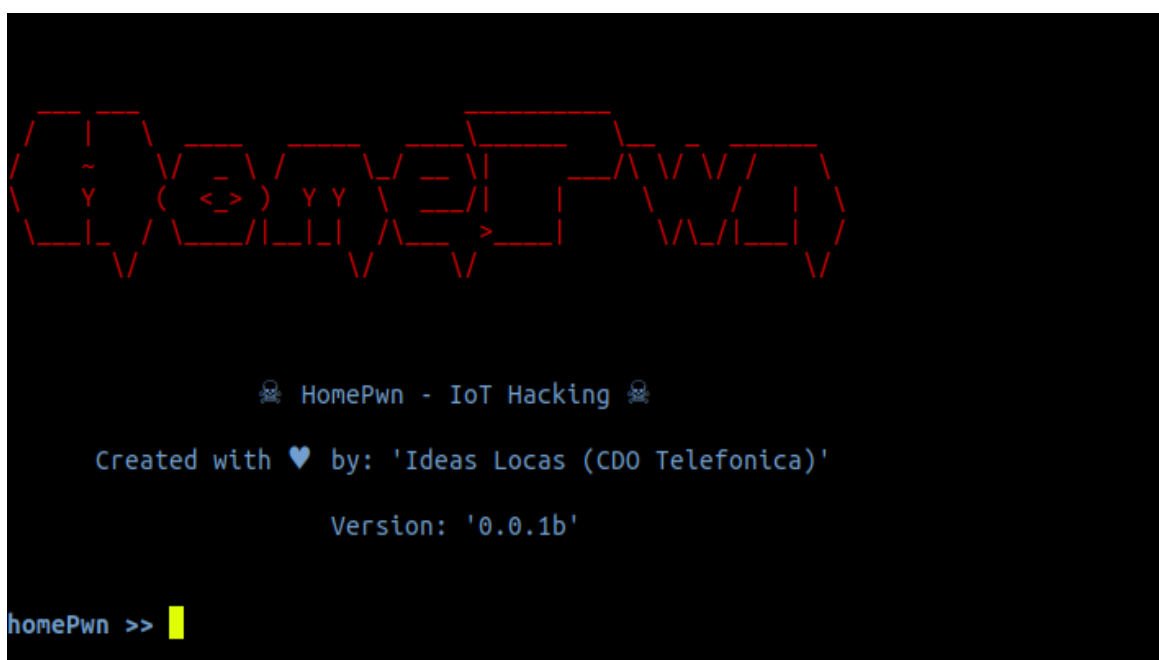 HomePwn
☠ HomePwn - IoT Hacking ☠
Created with ♥ by: 'Ideas Locas (CDO Telefonica)'
Version: '0.0.1b'
homePwn >>